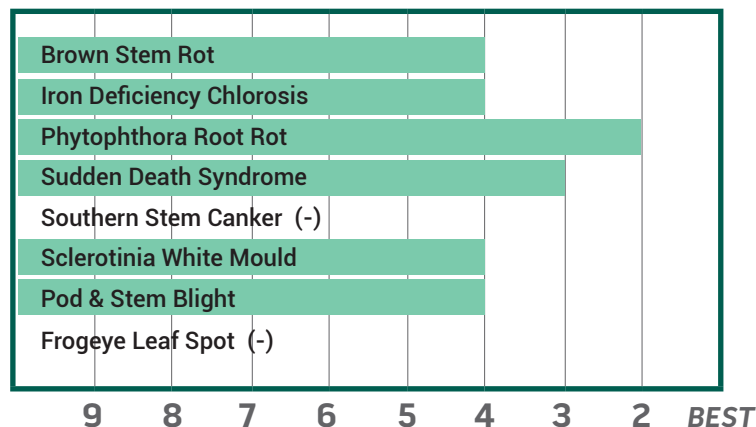 Brown Stem Rot
Iron Deficiency Chlorosis
Phytophthora Root Rot
Sudden Death Syndrome
Southern Stem Canker (-)
Sclerotinia White Mould
Pod & Stem Blight
Frogeye Leaf Spot (-)
9 8 7 6 5 4 3 2 BEST